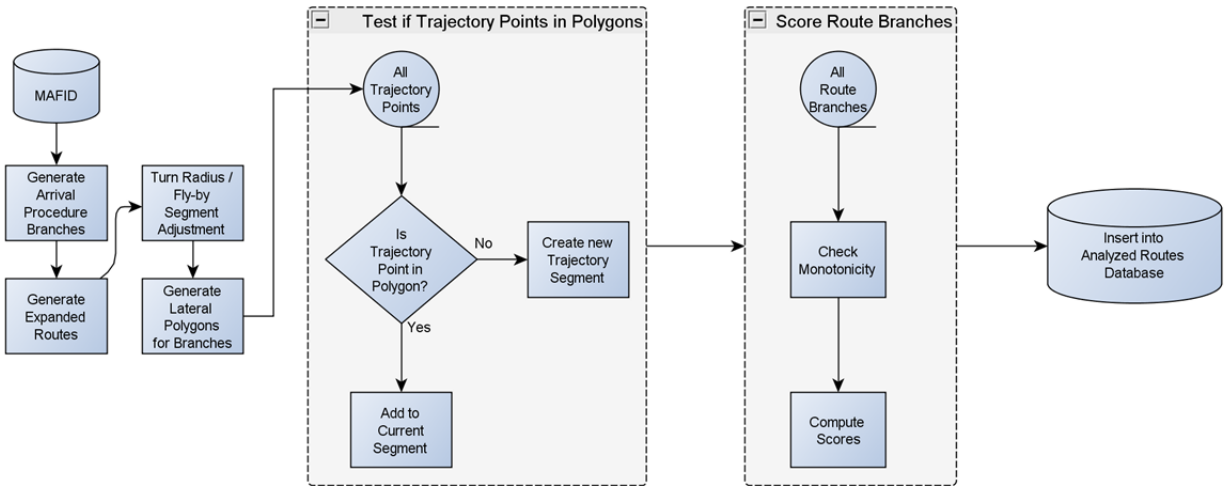 MAFID
Generate
Arrival
Procedure
Branches
Generate
Expanded
Routes
Turn Radius /
Fly-by
Segment
Adjustment
Generate
Lateral
Polygons
for Branches
Test if Trajectory Points in Polygons
All
Trajectory
Points
Is
Trajectory
Point in
Polygon?
No
Create new
Trajectory
Segment
Yes
Add to
Current
Segment
Score Route Branches
All
Route
Branches
Check
Monotonicity
Compute
Scores
Insert into
Analyzed Routes
Database